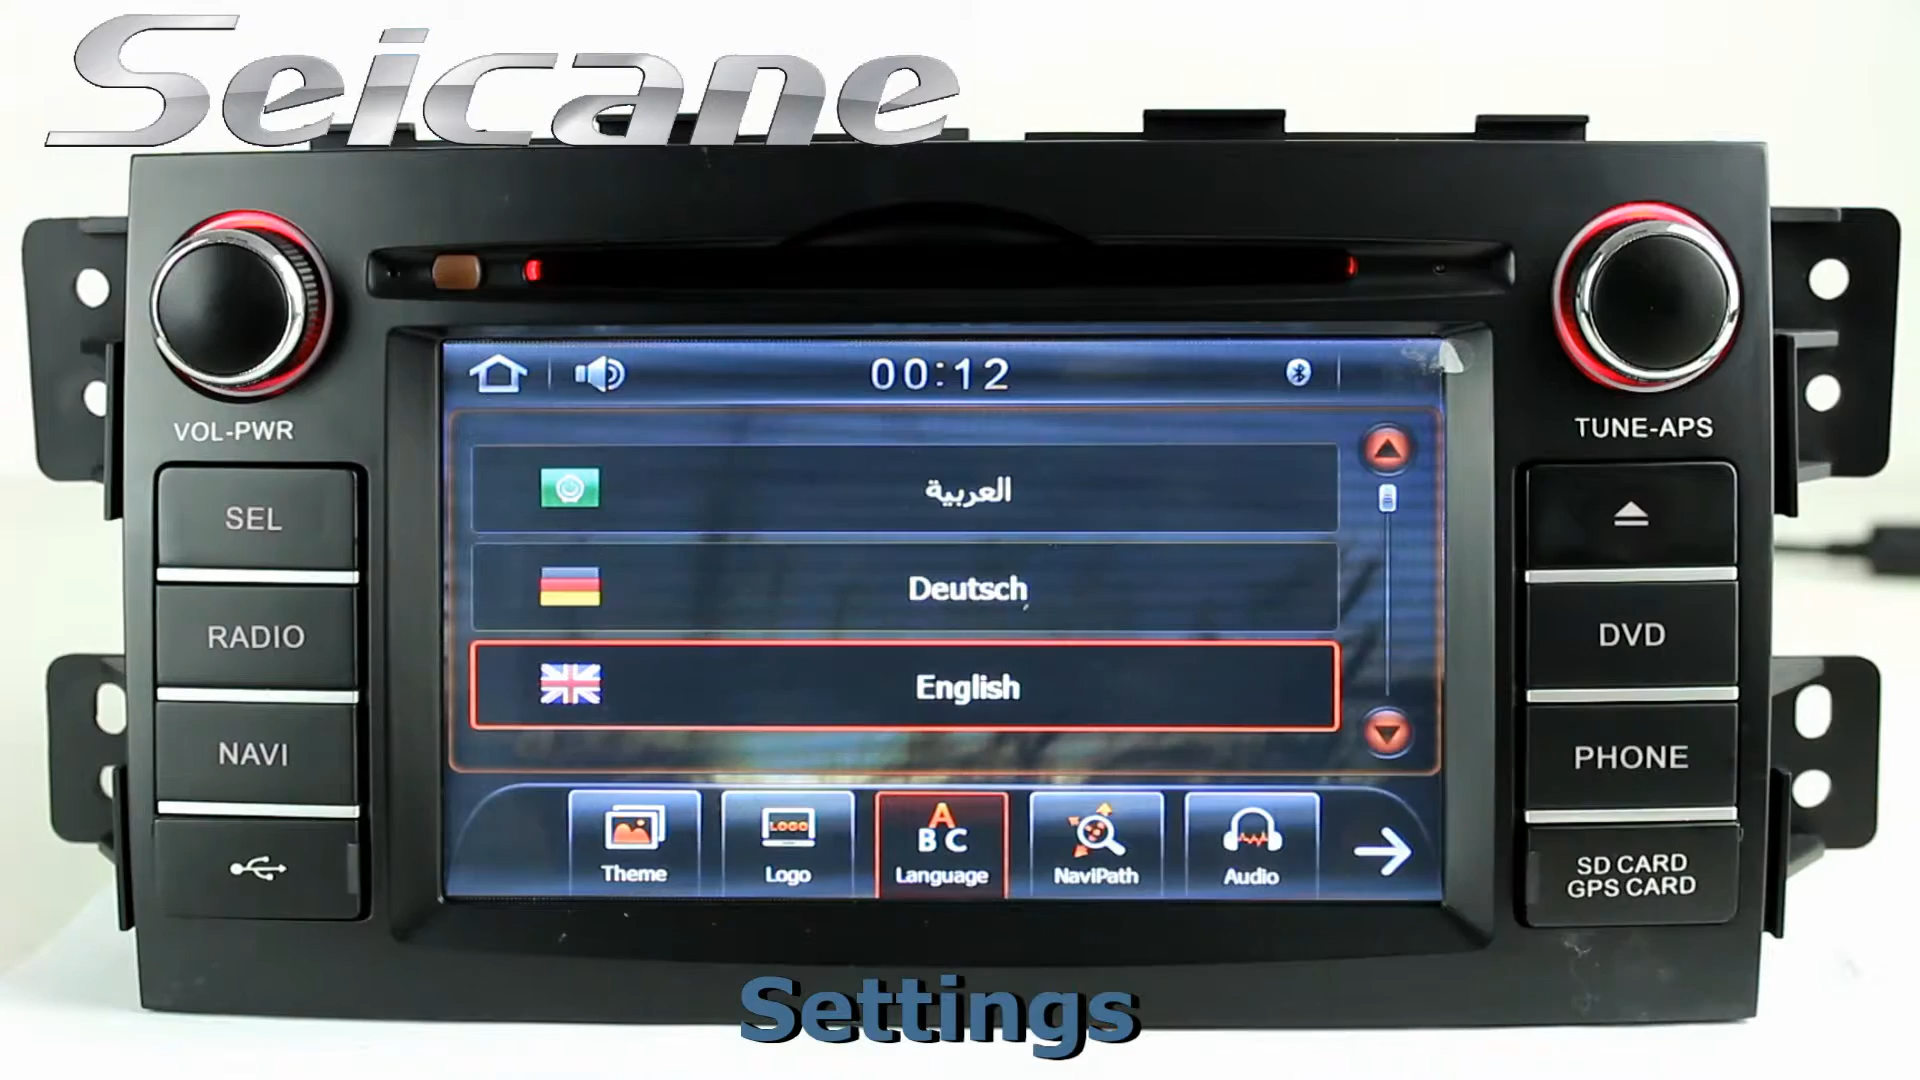 Seicane
00:12
VOL-PWR
TUNE-APS
SEL
العربية
RADIO
Deutsch
DVD
NAVI
English
PHONE
LOGO
A
B C
Theme
Logo
Language
NaviPath
Audio
SD CARD
GPS CARD
Settings